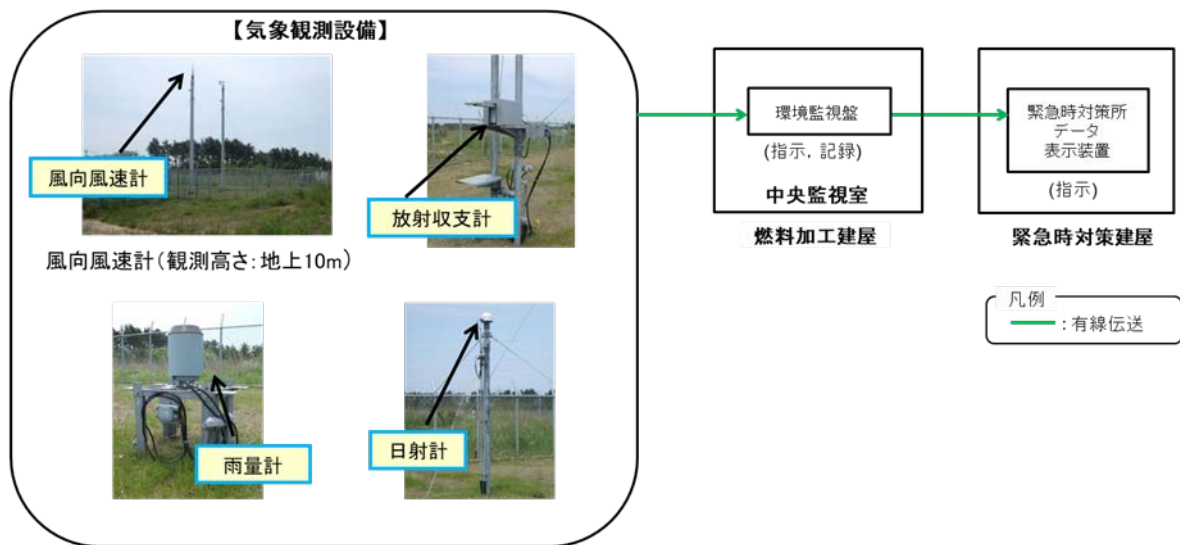 【気象観測設備】
風向風速計
放射収支計
風向風速計(観測高さ:地上10m)
雨量計
日射計
環境監視盤
(指示,記録)
中央監視室
燃料加工建屋
緊急時対策所
データ
表示装置
(指示)
緊急時対策建屋
凡例
:有線伝送